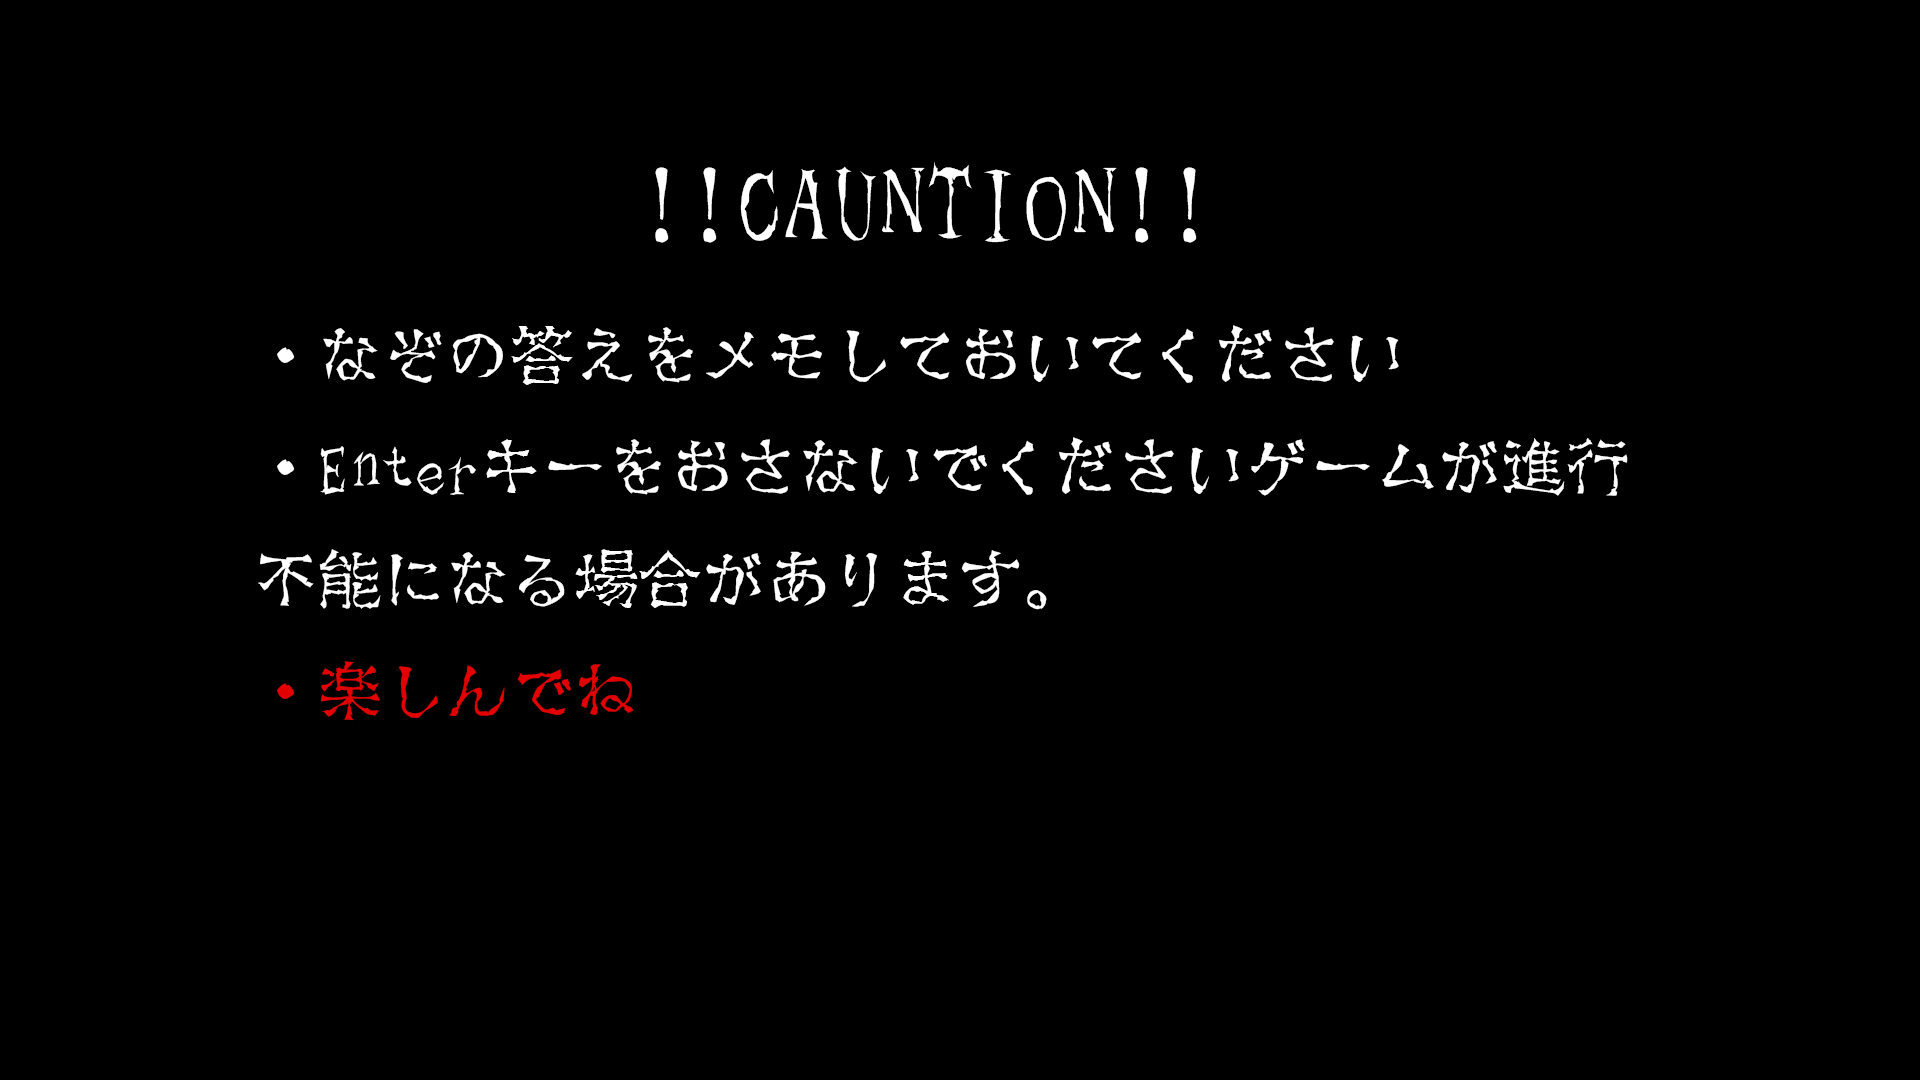 !!CAUNTION!!
・なぞの答えをメモしておいてください
・Enterキーをおさないでくださいゲームが進行
不能になる場合があります。
・楽しんでね